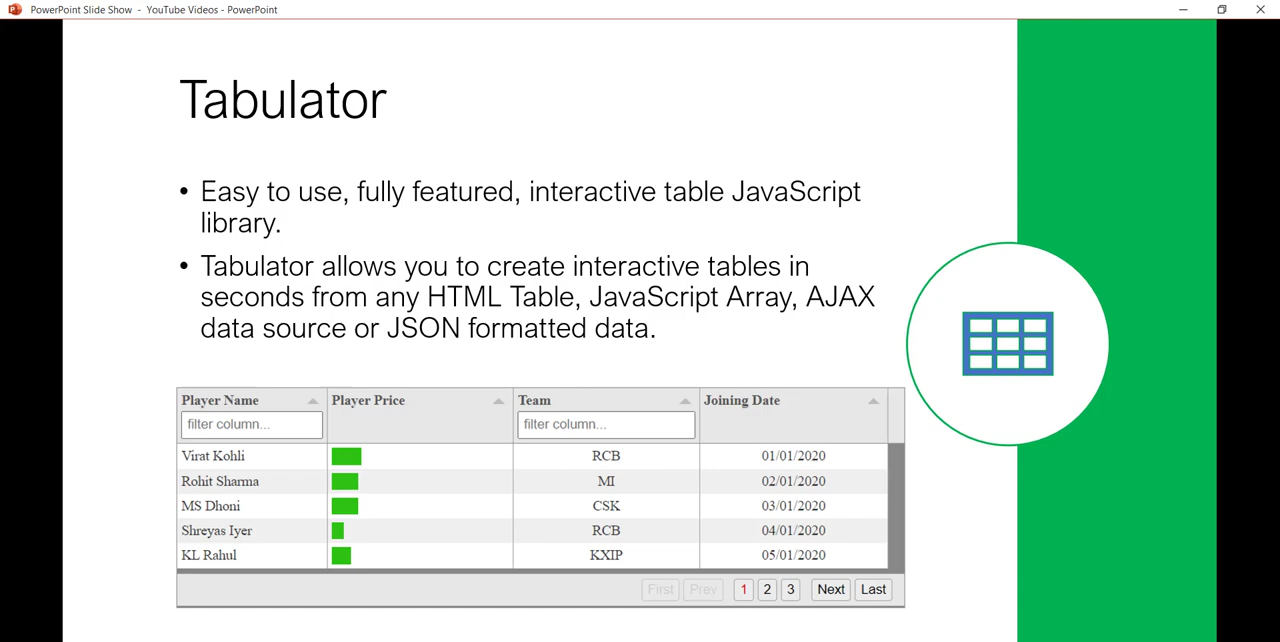 PowerPoint Slide Show - YouTube Videos - PowerPoint
Tabulator
• Easy to use, fully featured, interactive table JavaScript
library.
• Tabulator allows you to create interactive tables in
seconds from any HTML Table, JavaScript Array, AJAX
data source or JSON formatted data.
Player Name Player Price Team Joining Date
filter column... filter column...
Virat Kohli RCB 01/01/2020
Rohit Sharma MI 02/01/2020
MS Dhoni CSK 03/01/2020
Shreyas Iyer RCB 04/01/2020
KL Rahul KXIP 05/01/2020
First Prev 1 2 3 Next Last